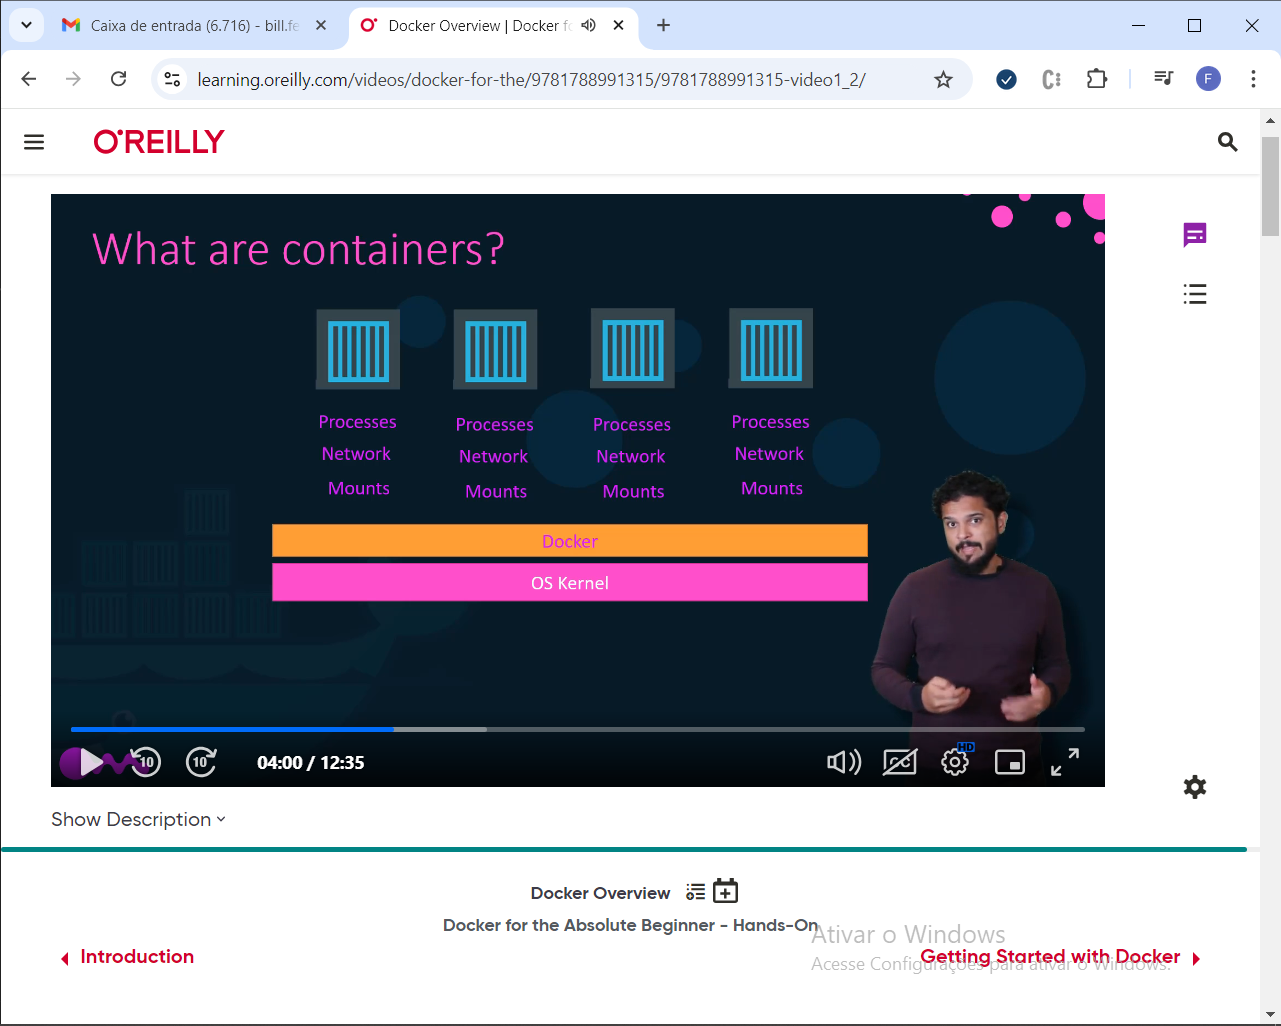 Caixa de entrada (6.716) - bill.fe
Docker Overview | Docker fo
learning.oreilly.com/videos/docker-for-the/9781788991315/9781788991315-video1_2/
F
O'REILLY
What are containers?
Processes Processes Processes Processes
Network Network Network Network
Mounts Mounts Mounts Mounts
Docker
OS Kernel
10
10
04:00 / 12:35
CC
HD
Show Description
Docker Overview
Docker for the Absolute Beginner - Hands-On
Ativar o Windows
Acesse Configurações para ativar o Windows.
Introduction
Getting Started with Docker